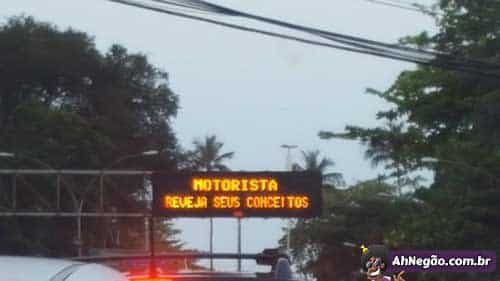 MOTORISTA
REVEJA SEUS CONCEITOS
AhNegão.com.br